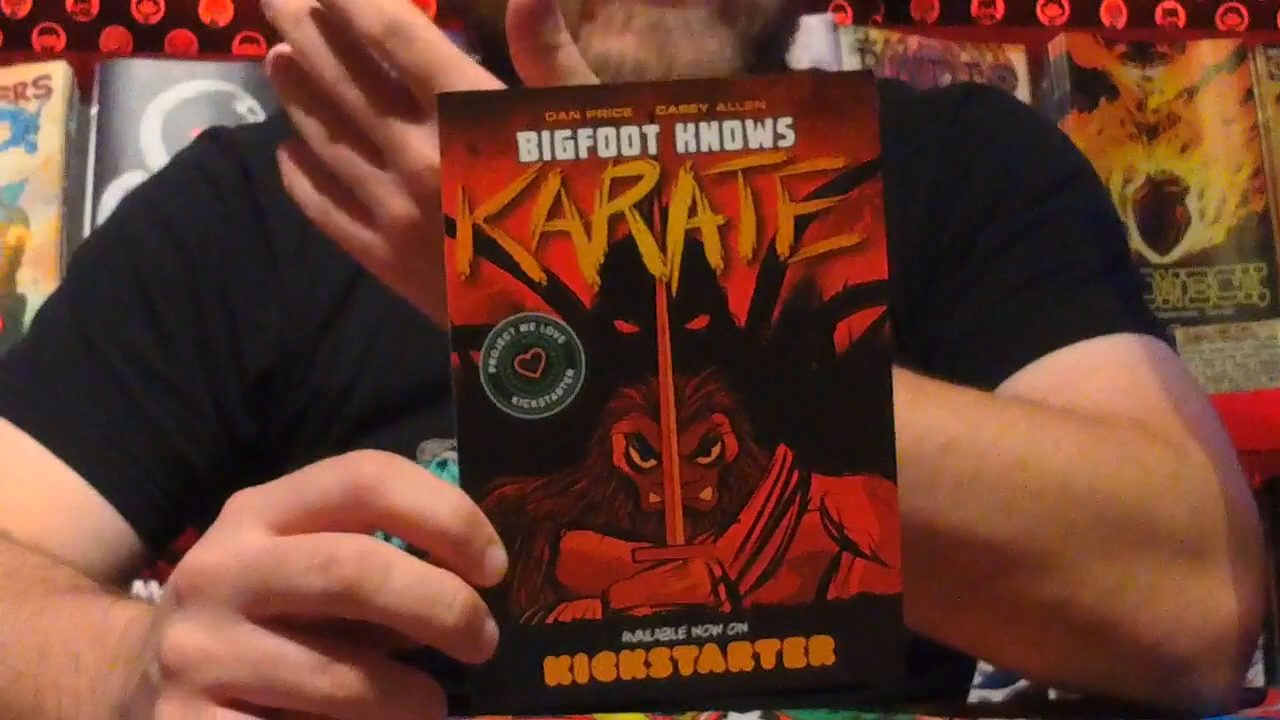 DAN PRICE CASEY ALLEN
BIGFOOT KNOWS
KARATE
PROJECT WE LOVE
KICKSTARTER
AVAILABLE NOW ON
KICKSTARTER